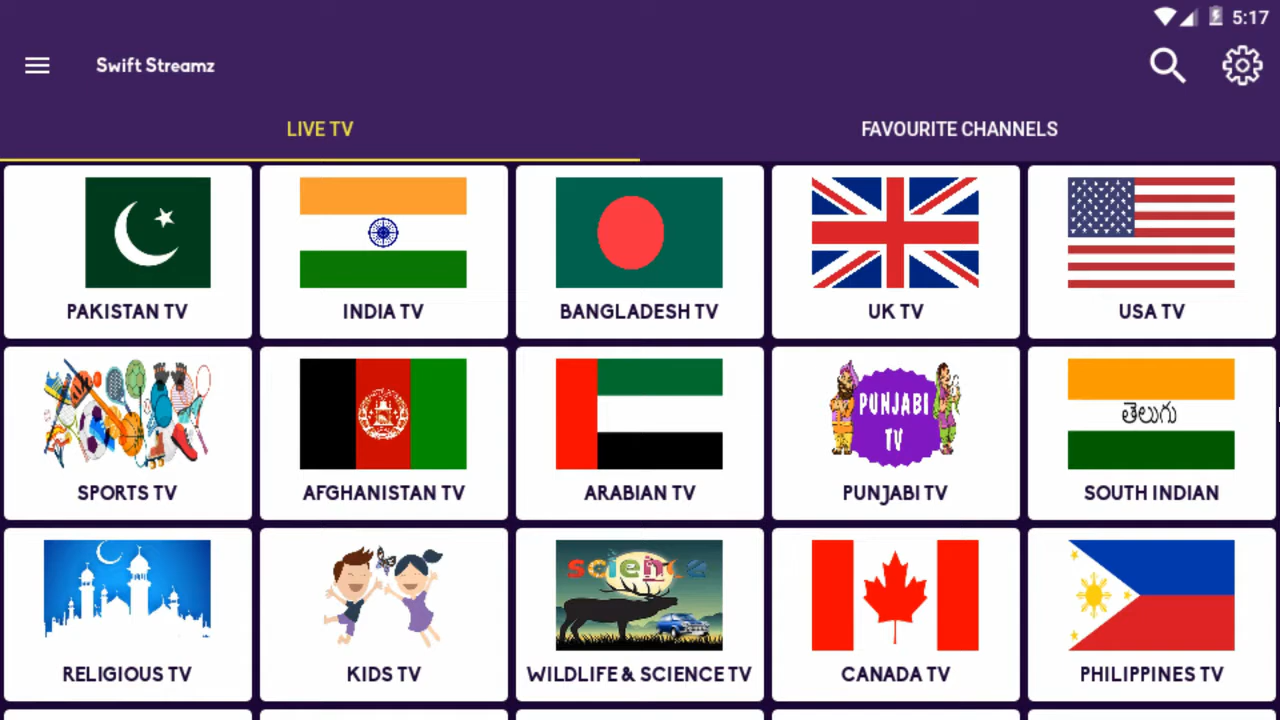 5:17
Swift Streamz
LIVE TV
FAVOURITE CHANNELS
PAKISTAN TV
INDIA TV
BANGLADESH TV
UK TV
USA TV
PUNJABI
TV
తెలుగు
SPORTS TV
AFGHANISTAN TV
ARABIAN TV
PUNJABI TV
SOUTH INDIAN
science
RELIGIOUS TV
KIDS TV
WILDLIFE & SCIENCE TV
CANADA TV
PHILIPPINES TV